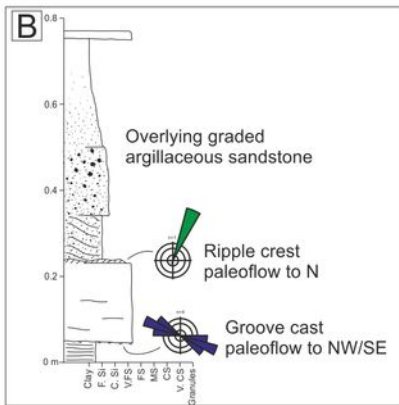 B
0.8
0.6
Overlying graded
argillaceous sandstone
0.4
Ripple crest
paleoflow to N
0.2
Groove cast
paleoflow to NW/SE
0 m
Clay
F. Si
C. Si
V.FS
FS
MS
CS
V. CS
Granules